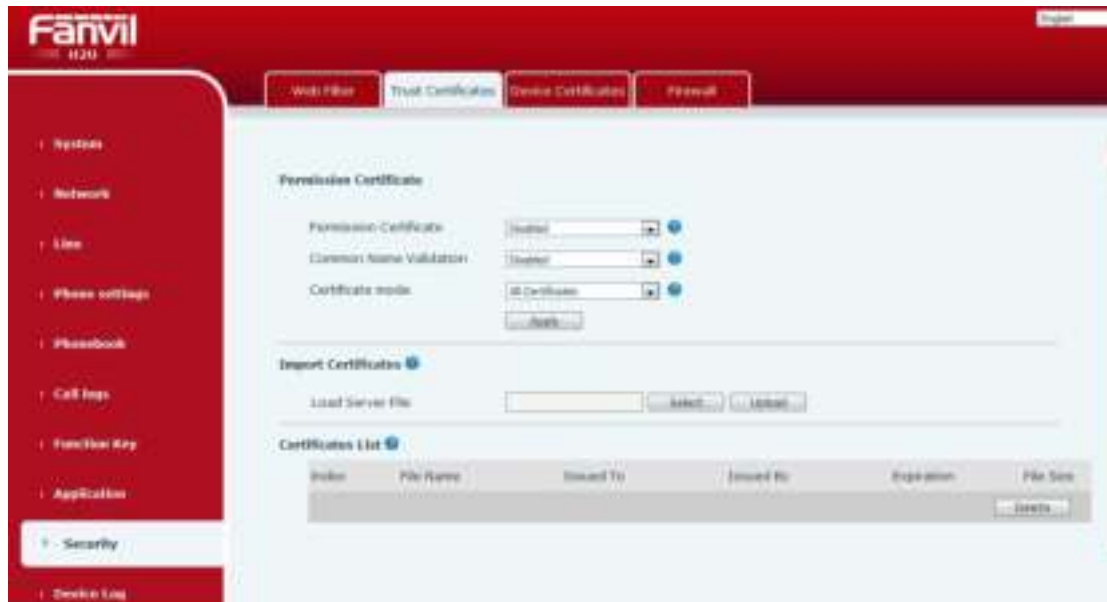 Fanvil
H2U
English
Web Filter
Trust Certificates
Device Certificates
Firewall
System
Network
Line
Phone settings
Phonebook
Call logs
Function Key
Application
Security
Device Log
Permission Certificate
Permission Certificate
Disabled
Common Name Validation
Disabled
Certificate mode
All Certificates
Apply
Import Certificates
Load Server File
Select
Upload
Certificates List
Index File Name Issued To Issued By Expiration File Size
Delete